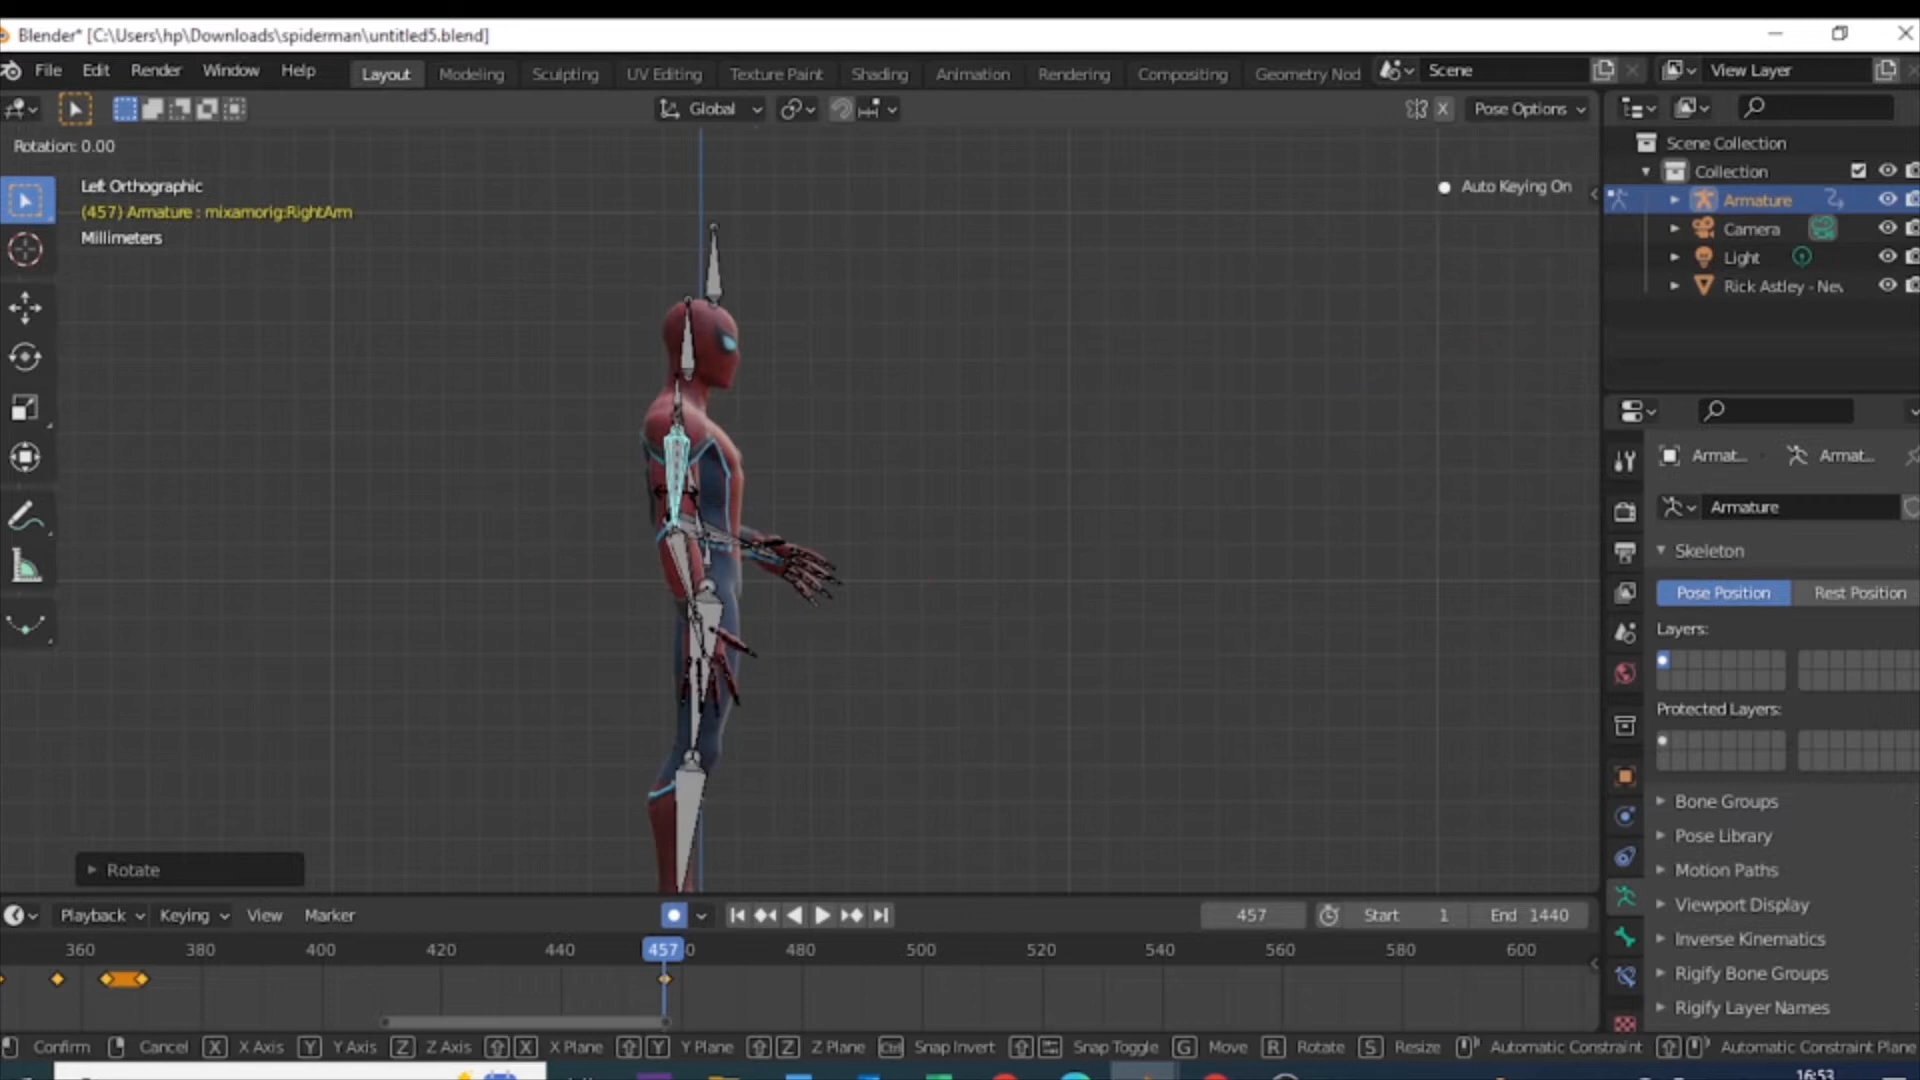 Blender* [C:\Users\hp\Downloads\spiderman\untitled5.blend]
File Edit Render Window Help Layout Modeling Sculpting UV Editing Texture Paint Shading Animation Rendering Compositing Geometry Nod Scene View Layer
Global X Pose Options
Rotation: 0.00
Left Orthographic
(457) Armature : mixamorig:RightArm
Millimeters
Auto Keying On
Scene Collection
Collection
Armature
Camera
Light
Rick Astley - Nev
Armat... Armat...
Armature
Skeleton
Pose Position Rest Position
Layers:
Protected Layers:
Bone Groups
Pose Library
Motion Paths
Viewport Display
Inverse Kinematics
Rigify Bone Groups
Rigify Layer Names
Rotate
Playback Keying View Marker 457 Start 1 End 1440
360 380 400 420 440 457 0 480 500 520 540 560 580 600
Confirm Cancel X X Axis Y Y Axis Z Z Axis X X Plane Y Y Plane Z Z Plane Ctrl Snap Invert Snap Toggle G Move R Rotate S Resize Automatic Constraint Automatic Constraint Plane
16:53